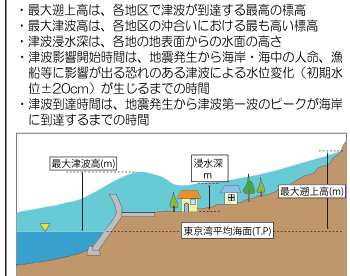 ・最大遡上高は、各地区で津波が到達する最高の標高
・最大津波高は、各地区の沖合いにおける最も高い標高
・津波浸水深は、各地の地表面からの水面の高さ
・津波影響開始時間は、地震発生から海岸・海中の人命、漁
船等に影響が出る恐れのある津波による水位変化（初期水
位±20cm）が生じるまでの時間
・津波到達時間は、地震発生から津波第一波のピークが海岸
に到達するまでの時間
最大津波高(m)
浸水深
m
最大遡上高(m)
東京湾平均海面(T.P)